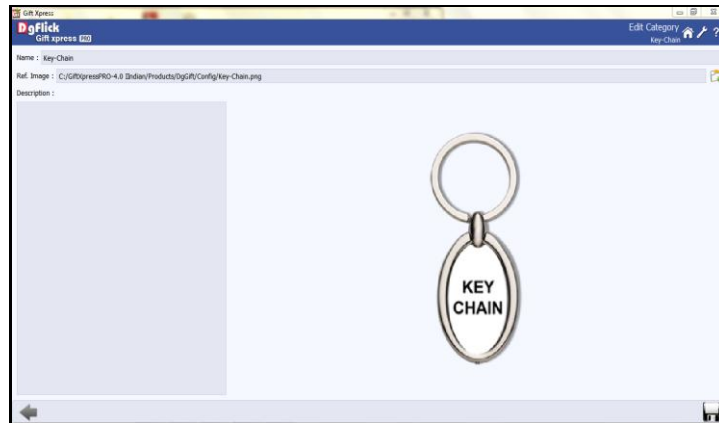 Gift Xpress
DgFlick
Gift xpress PRO
Edit Category
Key-Chain
?
Name : Key-Chain
Ref. Image : C:/GiftXpressPRO-4.0 (Indian/Products/DgGift/Config/Key-Chain.png
Description :
KEY
CHAIN